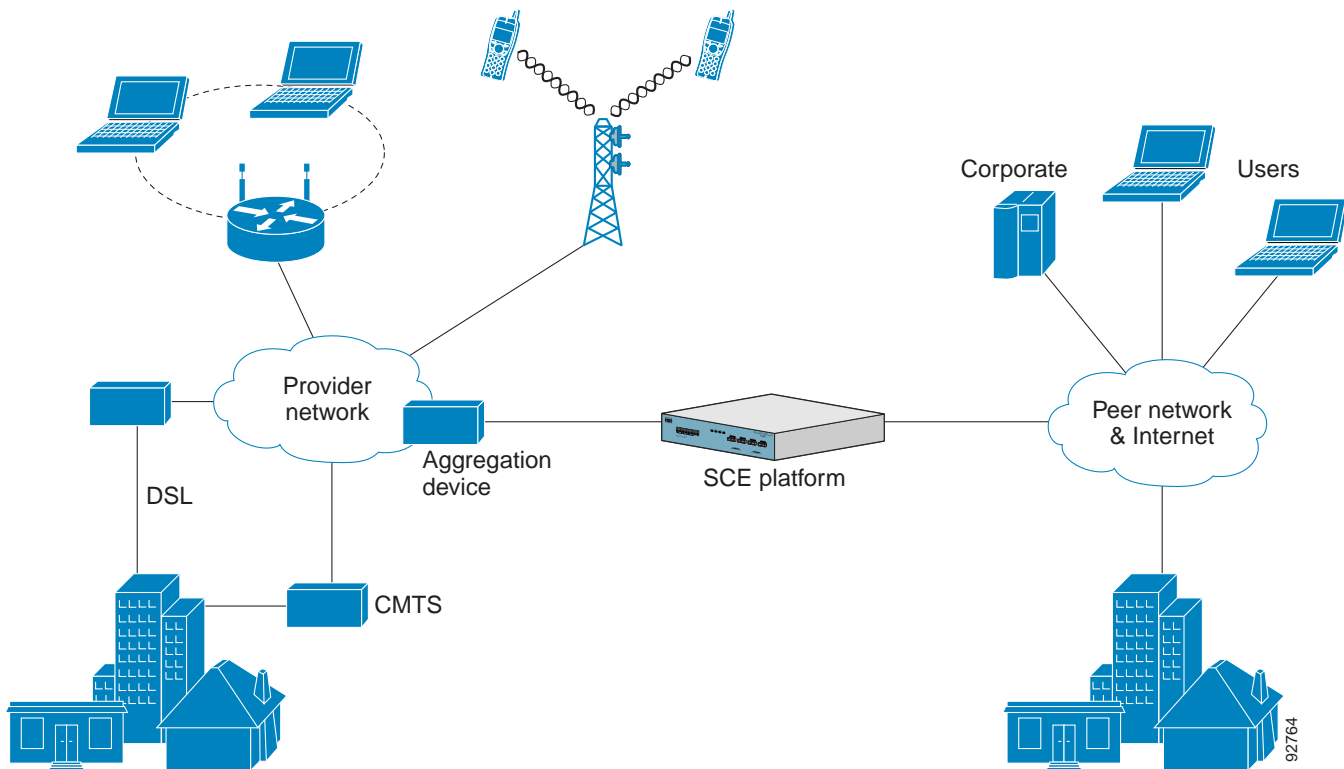 Corporate
Users
Provider
network
Peer network
& Internet
Aggregation
device
SCE platform
DSL
CMTS
92764